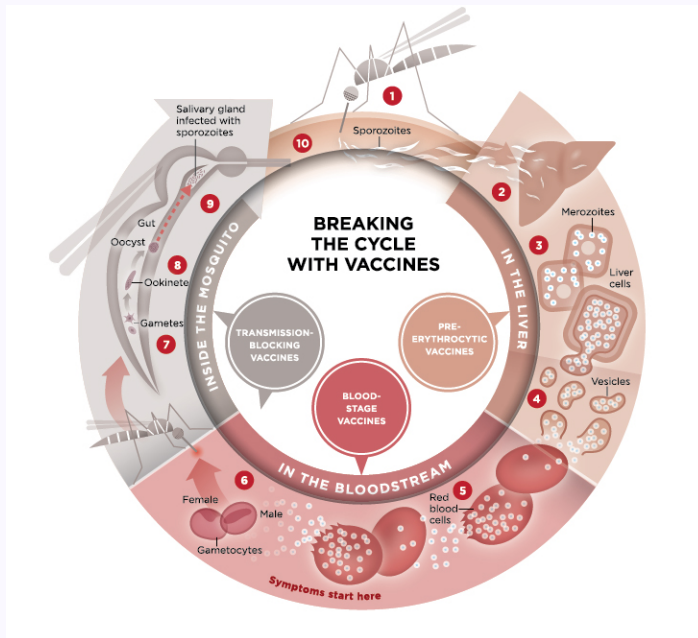 1
Salivary gland
infected with
sporozoites
10
Sporozoites
2
9
Merozoites
BREAKING
THE CYCLE
WITH VACCINES
3
Gut
Oocyst
Liver
cells
8
Ookinete
INSIDE THE MOSQUITO
IN THE LIVER
Gametes
7
TRANSMISSION-
BLOCKING
VACCINES
PRE-
ERYTHROCYTIC
VACCINES
Vesicles
4
BLOOD-
STAGE
VACCINES
IN THE BLOODSTREAM
6
5
Female
Male
Red
blood
cells
Gametocytes
Symptoms start here